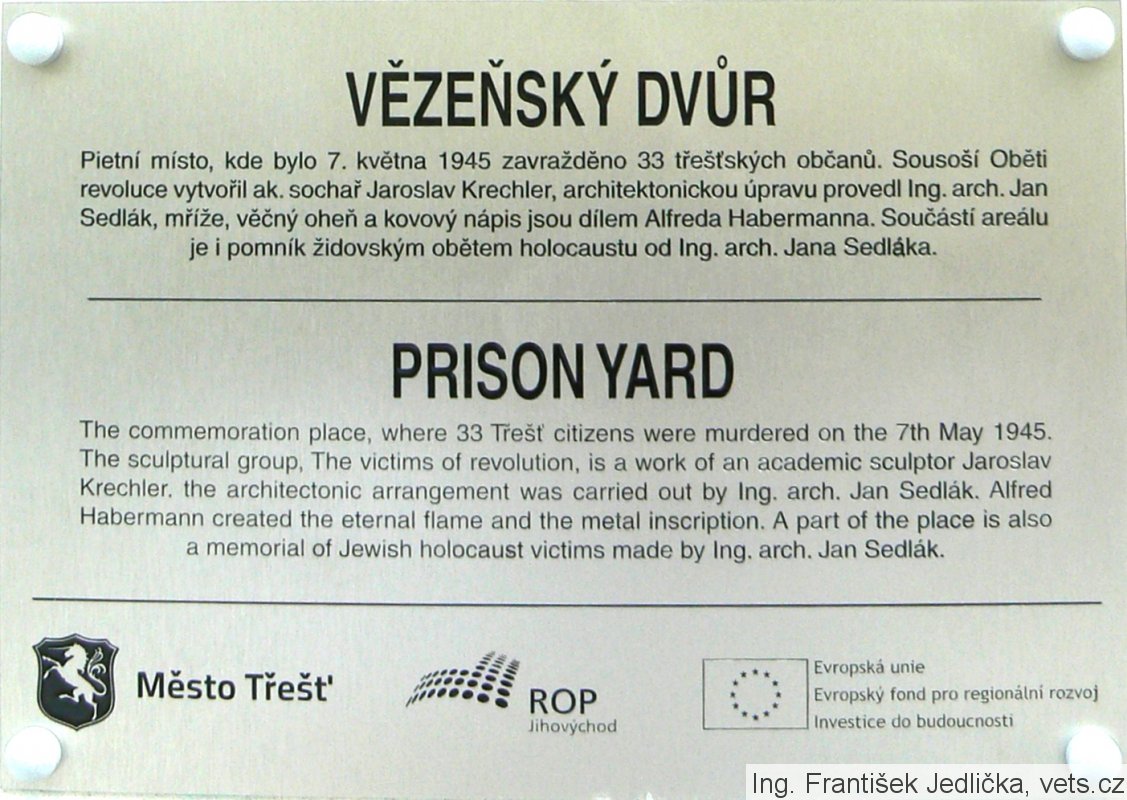 VĚZEŇSKÝ DVŮR
Pietní místo, kde bylo 7. května 1945 zavražděno 33 třešťských občanů. Sousoší Oběti
revoluce vytvořil ak. sochař Jaroslav Krechler, architektonickou úpravu provedl Ing. arch. Jan
Sedlák, mříže, věčný oheň a kovový nápis jsou dílem Alfreda Habermanna. Součástí areálu
je i pomník židovským obětem holocaustu od Ing. arch. Jana Sedláka.
PRISON YARD
The commemoration place, where 33 Třešť citizens were murdered on the 7th May 1945.
The sculptural group, The victims of revolution, is a work of an academic sculptor Jaroslav
Krechler. the architectonic arrangement was carried out by Ing. arch. Jan Sedlák. Alfred
Habermann created the eternal flame and the metal inscription. A part of the place is also
a memorial of Jewish holocaust victims made by Ing. arch. Jan Sedlák.
Město Třešť
ROP
Jihovýchod
Evropská unie
Evropský fond pro regionální rozvoj
Investice do budoucnosti
Ing. František Jedlička, vets.cz